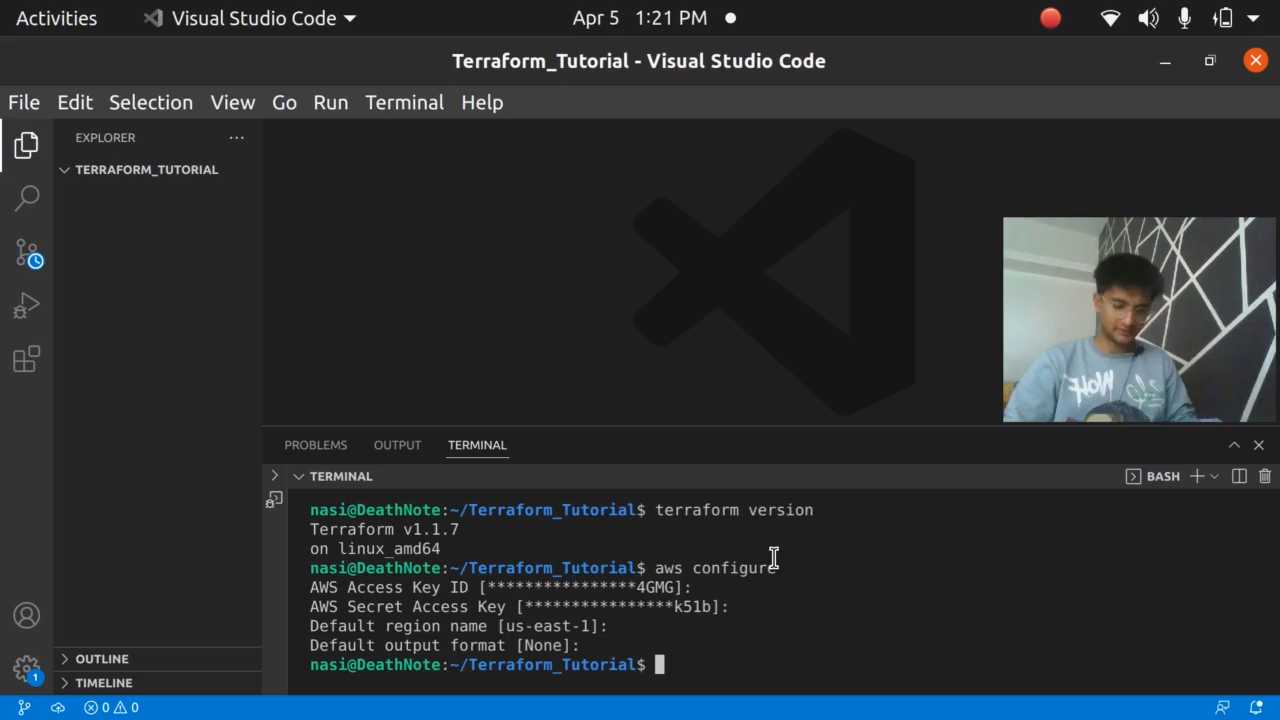 Activities
Visual Studio Code
Apr 5 1:21 PM
Terraform_Tutorial - Visual Studio Code
File Edit Selection View Go Run Terminal Help
EXPLORER
TERRAFORM_TUTORIAL
PROBLEMS OUTPUT TERMINAL
TERMINAL
BASH
nasi@DeathNote:~/Terraform_Tutorial$ terraform version
Terraform v1.1.7
on linux_amd64
nasi@DeathNote:~/Terraform_Tutorial$ aws configure
AWS Access Key ID [****************4GMG]:
AWS Secret Access Key [****************k51b]:
Default region name [us-east-1]:
Default output format [None]:
nasi@DeathNote:~/Terraform_Tutorial$
1
OUTLINE
TIMELINE
0 0